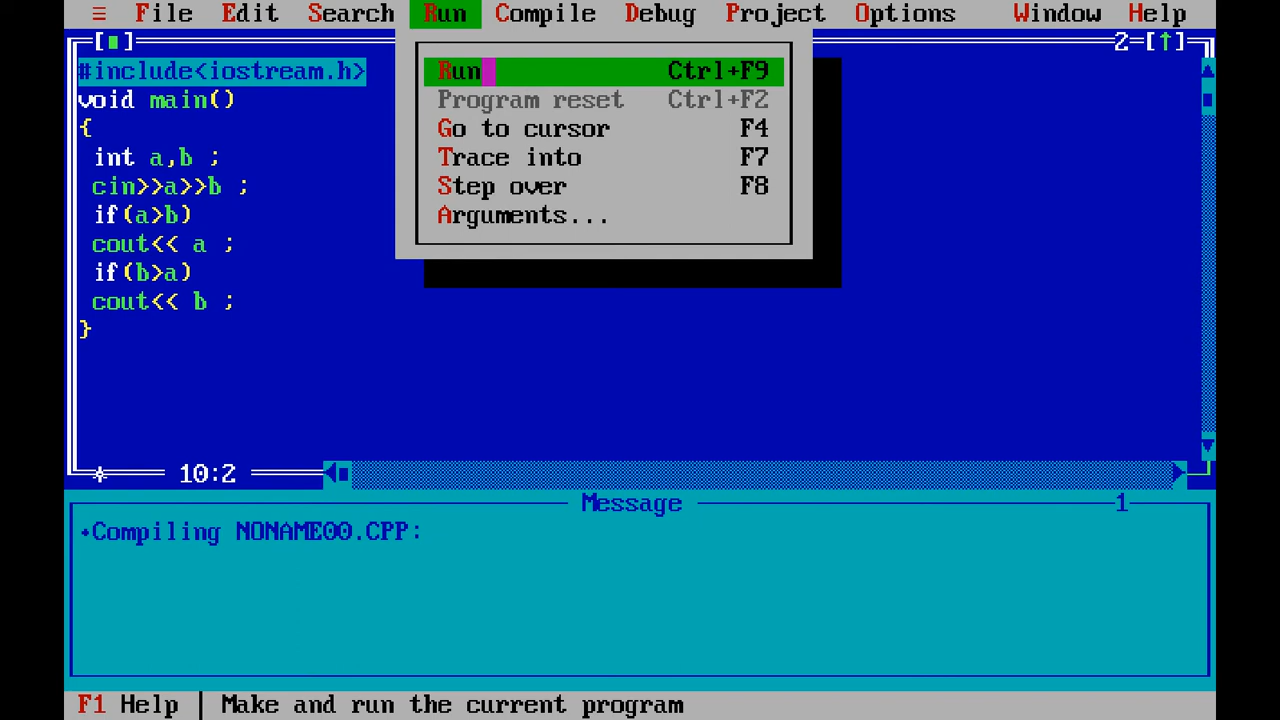 ≡ File Edit Search Run Compile Debug Project Options Window Help
[■] 2=[↑]
#include<iostream.h>
void main()
{
int a,b ;
cin>>a>>b ;
if(a>b)
cout<< a ;
if(b>a)
cout<< b ;
}
Run Ctrl+F9
Program reset Ctrl+F2
Go to cursor F4
Trace into F7
Step over F8
Arguments...
* 10:2
Message 1
•Compiling NONAME00.CPP:
F1 Help │ Make and run the current program